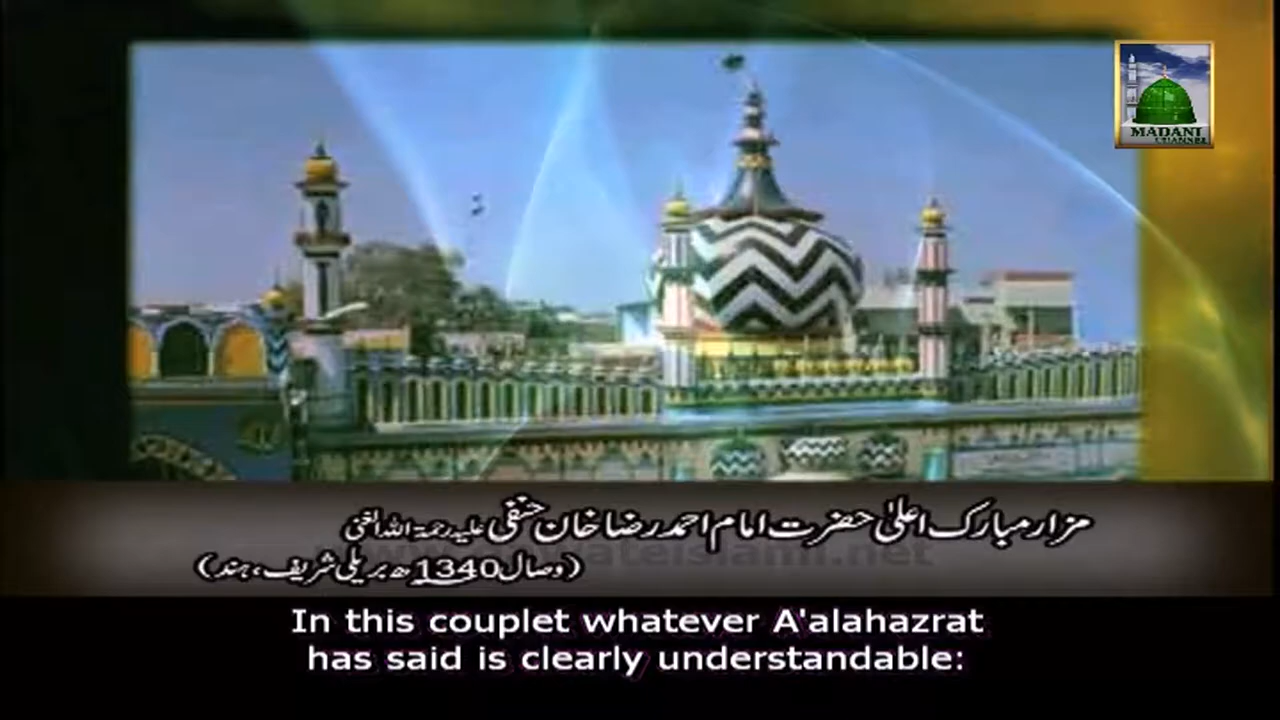 MADANI
CHANNEL
مزار مبارک اعلیٰ حضرت امام احمد رضا خان حنفی علیہ رحمۃ اللہ الغنی
(وصال 1340ھ بریلی شریف، ہند)
In this couplet whatever A'alahazrat
has said is clearly understandable: